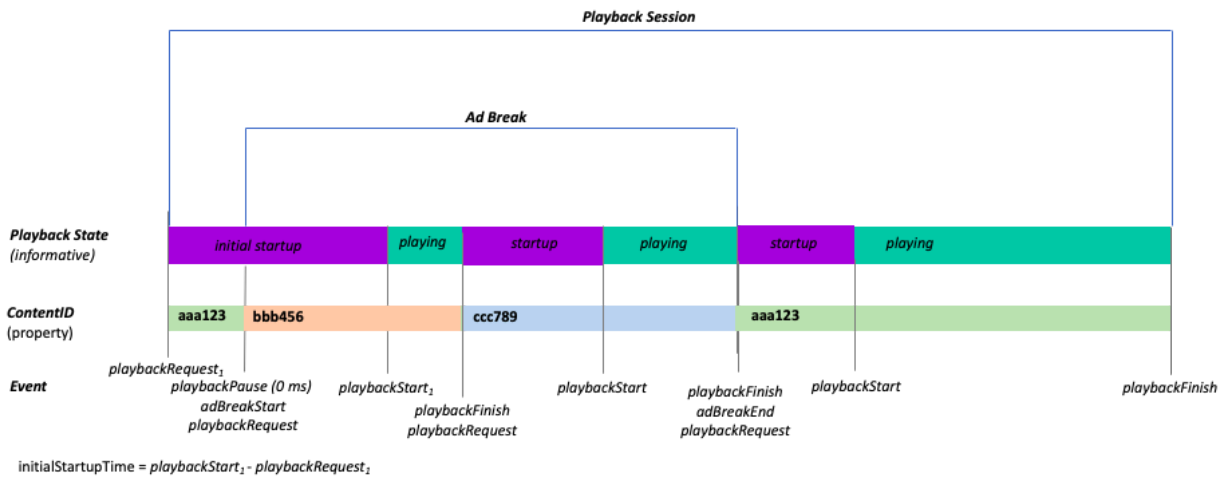 Playback Session
Ad Break
Playback State
(informative)
initial startup
playing
startup
playing
startup
playing
ContentID
(property)
aaa123
bbb456
ccc789
aaa123
Event
playbackRequest₁
playbackPause (0 ms)
adBreakStart
playbackRequest
playbackStart₁
playbackFinish
playbackRequest
playbackStart
playbackFinish
adBreakEnd
playbackRequest
playbackStart
playbackFinish
initialStartupTime = playbackStart₁ - playbackRequest₁